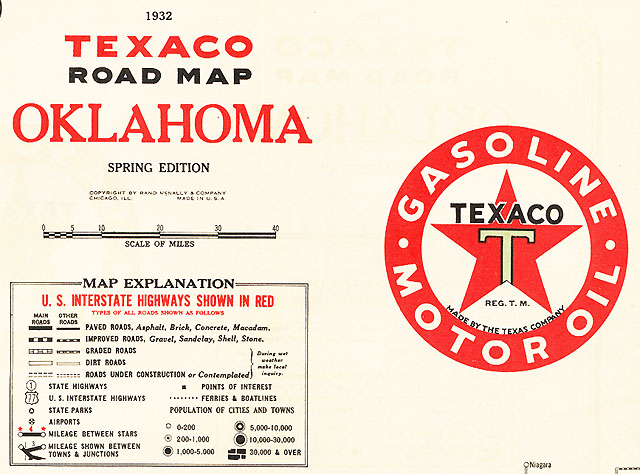 1932
TEXACO
ROAD MAP
OKLAHOMA
SPRING EDITION
COPYRIGHT BY RAND MCNALLY & COMPANY
CHICAGO, ILL. MADE IN U. S. A.
0 5 10 20 30 40
SCALE OF MILES
GASOLINE
TEXACO
T
REG. T. M.
MADE BY THE TEXAS COMPANY
MOTOR OIL
MAP EXPLANATION
U. S. INTERSTATE HIGHWAYS SHOWN IN RED
TYPES OF ALL ROADS SHOWN AS FOLLOWS
MAIN ROADS OTHER ROADS
PAVED ROADS, Asphalt, Brick, Concrete, Macadam.
IMPROVED ROADS, Gravel, Sandclay, Shell, Stone.
GRADED ROADS
DIRT ROADS
During wet weather make local inquiry.
ROADS UNDER CONSTRUCTION or Contemplated
1 STATE HIGHWAYS
77 U. S. INTERSTATE HIGHWAYS
STATE PARKS
AIRPORTS
4 MILEAGE BETWEEN STARS
1 3 MILEAGE SHOWN BETWEEN TOWNS & JUNCTIONS
POINTS OF INTEREST
FERRIES & BOATLINES
POPULATION OF CITIES AND TOWNS
0-200 5,000-10,000
200-1,000 10,000-30,000
1,000-5,000 30,000 & OVER
Niagara